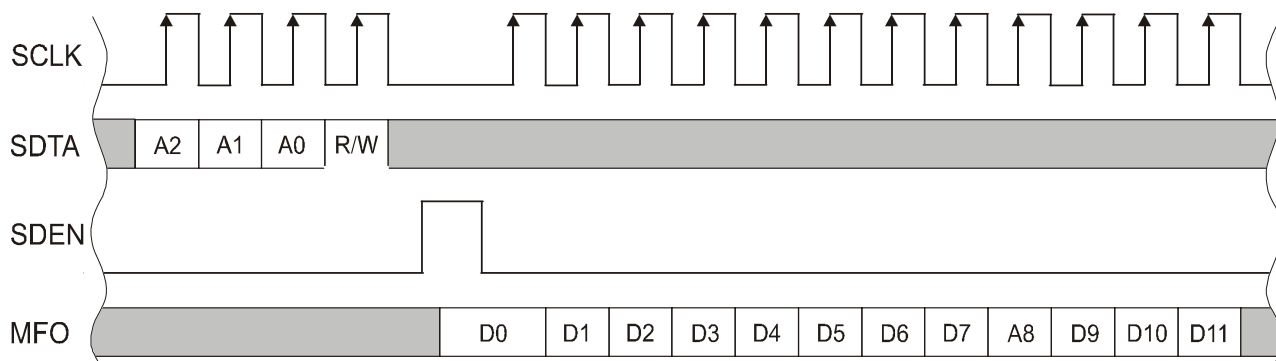 SCLK
SDTA A2 A1 A0 R/W
SDEN
MFO D0 D1 D2 D3 D4 D5 D6 D7 A8 D9 D10 D11